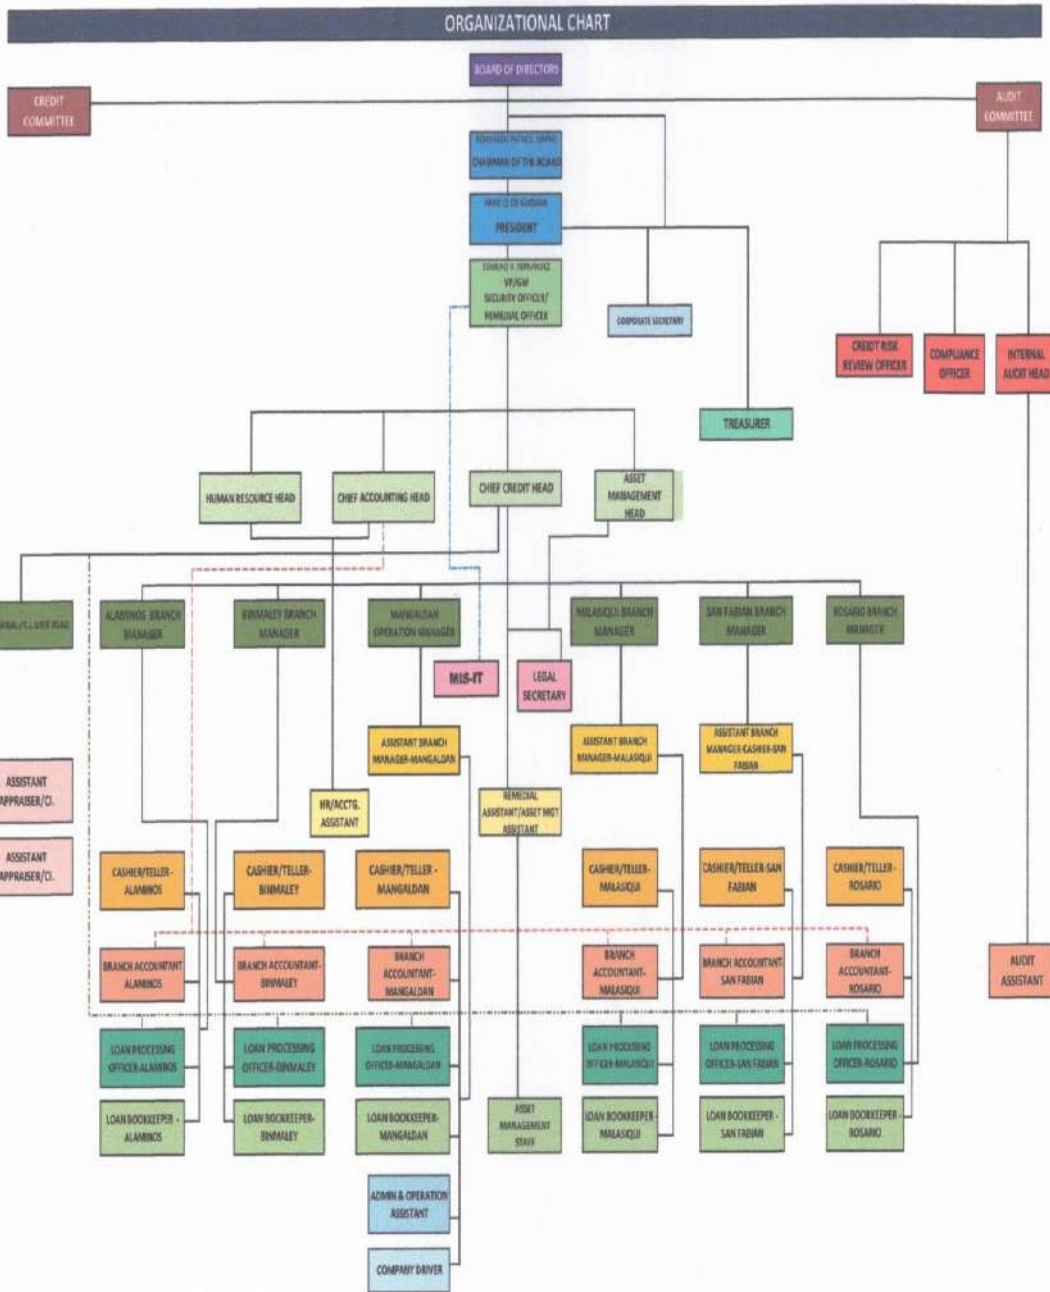 ORGANIZATIONAL CHART
BOARD OF DIRECTORS
CREDIT
COMMITTEE
AUDIT
COMMITTEE
CHAIRMAN OF THE BOARD
PRESIDENT
VP/GM
SECURITY OFFICER/
REMEDIAL OFFICER
CORPORATE SECRETARY
CREIDT RISK
REVIEW OFFICER
COMPLIANCE
OFFICER
INTERNAL
AUDIT HEAD
TREASURER
HUMAN RESOURCE HEAD
CHIEF ACCOUNTING HEAD
CHIEF CREDIT HEAD
ASSET
MANAGEMENT
HEAD
HEAD
ALAMINOS BRANCH
MANAGER
BINMALEY BRANCH
MANAGER
MANGALDAN
OPERATION MANAGER
MALASIQUI BRANCH
MANAGER
SAN FABIAN BRANCH
MANAGER
ROSARIO BRANCH
MIS-IT
LEGAL
SECRETARY
ASSISTANT BRANCH
MANAGER-MANGALDAN
ASSISTANT BRANCH
MANAGER-MALASIQUI
ASSISTANT BRANCH
MANAGER-CASHIER-SAN
FABIAN
ASSISTANT
APPRAISER/CI.
HR/ACCTG.
ASSISTANT
REMEDIAL
ASSISTANT/ASSET MGT
ASSISTANT
ASSISTANT
APPRAISER/CI.
CASHIER/TELLER -
ALAMINOS
CASHIER/TELLER-
BINMALEY
CASHIER/TELLER -
MANGALDAN
CASHIER/TELLER-
MALASIQUI
CASHIER/TELLER-SAN
FABIAN
CASHIER/TELLER-
ROSARIO
BRANCH ACCOUNTANT
ALAMINOS
BRANCH ACCOUNTANT-
BINMALEY
BRANCH
ACCOUNTANT-
MANGALDAN
BRANCH
ACCOUNTANT-
MALASIQUI
BRANCH ACCOUNTANT-
SAN FABIAN
BRANCH
ACCOUNTANT-
ROSARIO
AUDIT
ASSISTANT
LOAN PROCESSING
OFFICER-ALAMINOS
LOAN PROCESSING
OFFICER-BINMALEY
LOAN PROCESSING
OFFICER-MANGALDAN
LOAN PROCESSING
OFFICER-MALASIQUI
LOAN PROCESSING
OFFICER-SAN FABIAN
LOAN PROCESSING
OFFICER-ROSARIO
LOAN BOOKKEEPER -
ALAMINOS
LOAN BOOKKEEPER-
BINMALEY
LOAN BOOKKEEPER-
MANGALDAN
ASSET
MANAGEMENT
STAFF
LOAN BOOKKEEPER -
MALASIQUI
LOAN BOOKKEEPER
- SAN FABIAN
LOAN BOOKKEEPER -
ROSARIO
ADMIN & OPERATION
ASSISTANT
COMPANY DRIVER